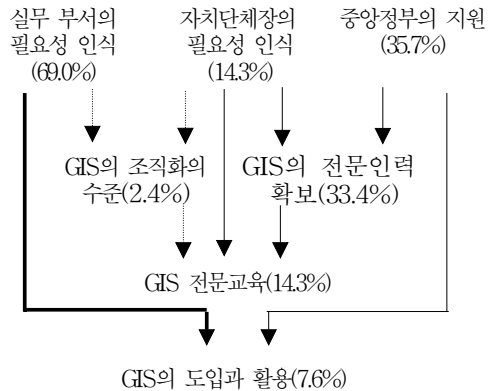 실무 부서의 자치단체장의 중앙정부의 지원
필요성 인식 필요성 인식 (35.7%)
(69.0%) (14.3%)
GIS의 조직화의 GIS의 전문인력
수준(2.4%) 확보(33.4%)
GIS 전문교육(14.3%)
GIS의 도입과 활용(7.6%)